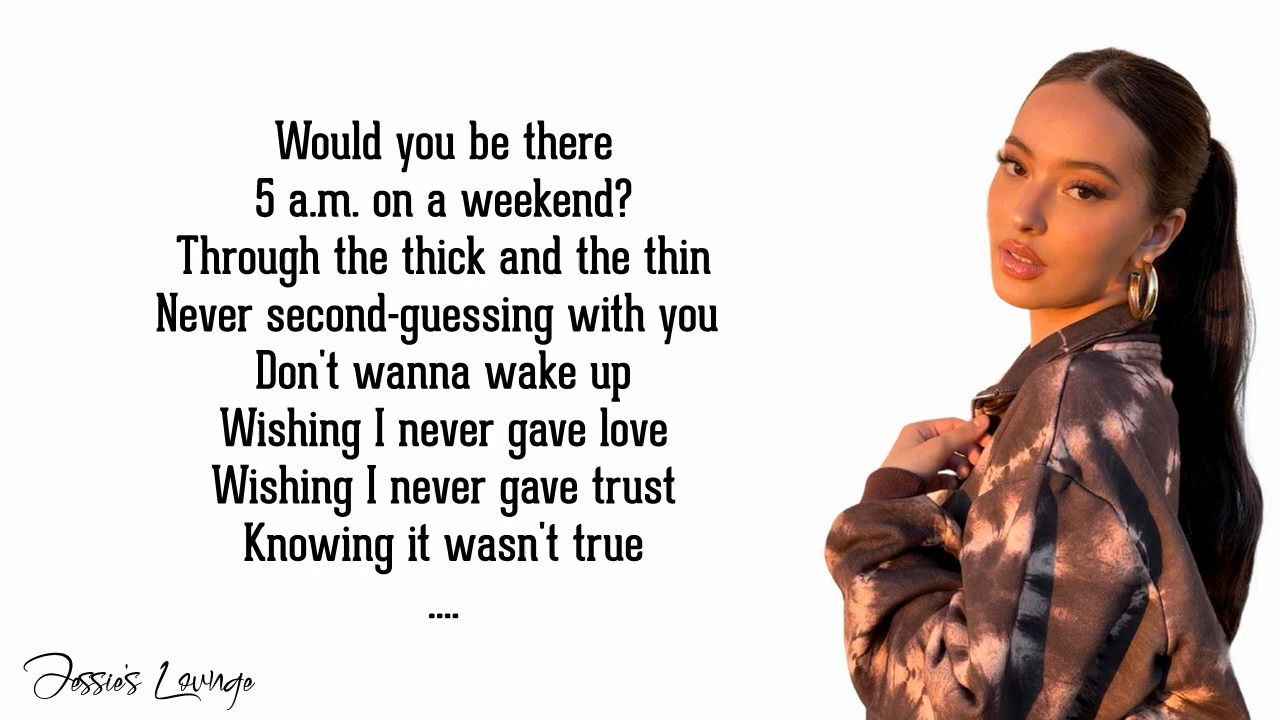 Would you be there
5 a.m. on a weekend?
Through the thick and the thin
Never second-guessing with you
Don't wanna wake up
Wishing I never gave love
Wishing I never gave trust
Knowing it wasn't true
....
Jessie's Lounge